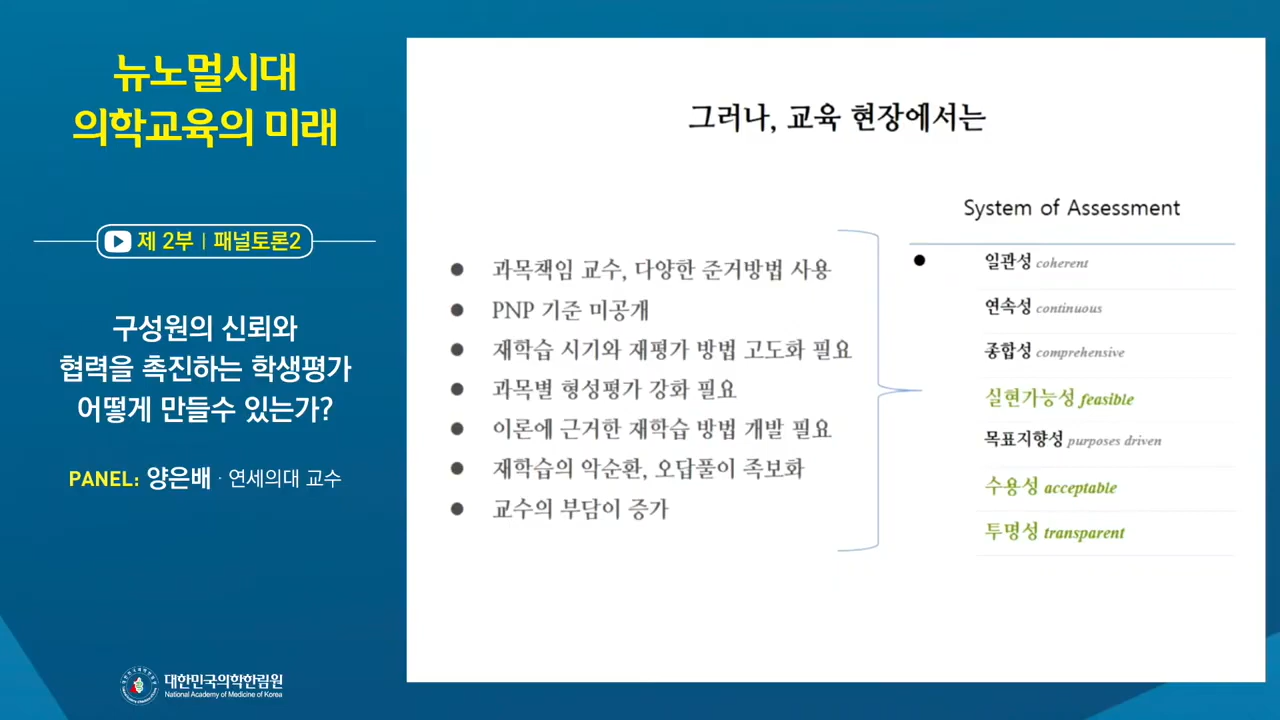 뉴노멀시대
의학교육의 미래
제 2부 | 패널토론2
구성원의 신뢰와
협력을 촉진하는 학생평가
어떻게 만들수 있는가?
PANEL: 양은배 · 연세의대 교수
대한민국의학한림원
National Academy of Medicine of Korea
그러나, 교육 현장에서는
● 과목책임 교수, 다양한 준거방법 사용
● PNP 기준 미공개
● 재학습 시기와 재평가 방법 고도화 필요
● 과목별 형성평가 강화 필요
● 이론에 근거한 재학습 방법 개발 필요
● 재학습의 악순환, 오답풀이 족보화
● 교수의 부담이 증가
System of Assessment
● 일관성 coherent
연속성 continuous
종합성 comprehensive
실현가능성 feasible
목표지향성 purposes driven
수용성 acceptable
투명성 transparent